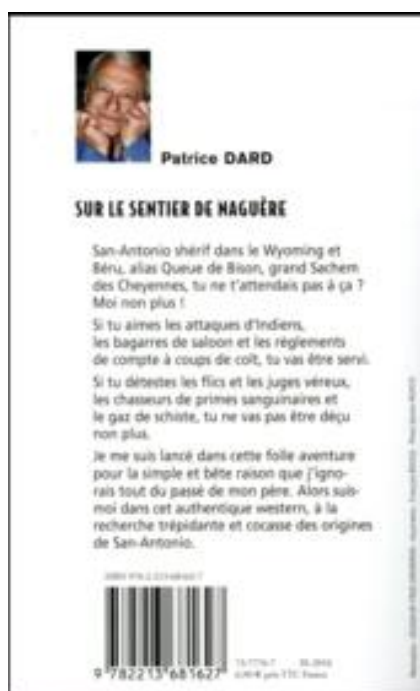 Patrice DARD
SUR LE SENTIER DE NAGUÈRE
San-Antonio shérif dans le Wyoming et
Béru, alias Queue de Bison, grand Sachem
des Cheyennes, tu ne t'attendais pas à ça ?
Moi non plus !
Si tu aimes les attaques d'Indiens,
les bagarres de saloon et les règlements
de compte à coups de colt, tu vas être servi.
Si tu détestes les flics et les juges véreux,
les chasseurs de primes sanguinaires et
le gaz de schiste, tu ne vas pas être déçu
non plus.
Je me suis lancé dans cette folle aventure
pour la simple et bête raison que j'igno-
rais tout du passé de mon père. Alors suis-
moi dans cet authentique western, à la
recherche trépidante et cocasse des origines
de San-Antonio.
9 782213 681627